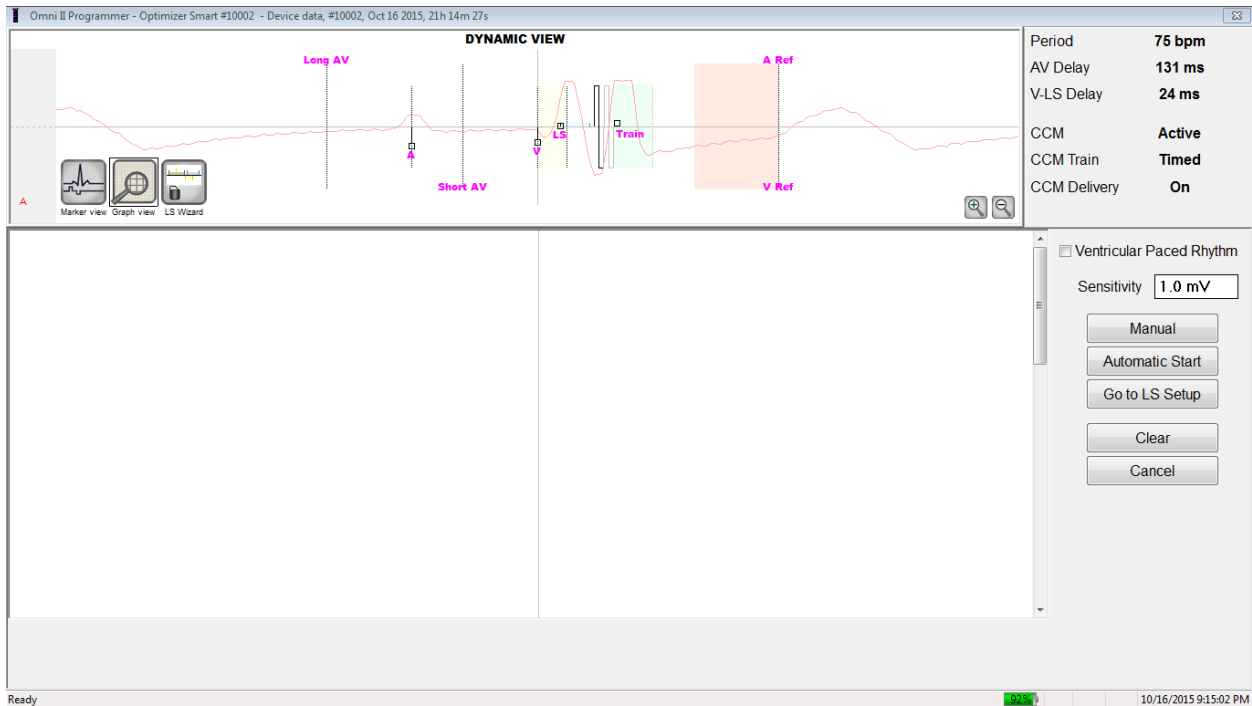 Omni II Programmer - Optimizer Smart #10002 - Device data, #10002, Oct 16 2015, 21h 14m 27s
DYNAMIC VIEW
Long AV
A Ref
LS
Train
A
V
Short AV
V Ref
A
Marker view
Graph view
LS Wizard
Period 75 bpm
AV Delay 131 ms
V-LS Delay 24 ms
CCM Active
CCM Train Timed
CCM Delivery On
Ventricular Paced Rhythm
Sensitivity 1.0 mV
Manual
Automatic Start
Go to LS Setup
Clear
Cancel
Ready
92%
10/16/2015 9:15:02 PM